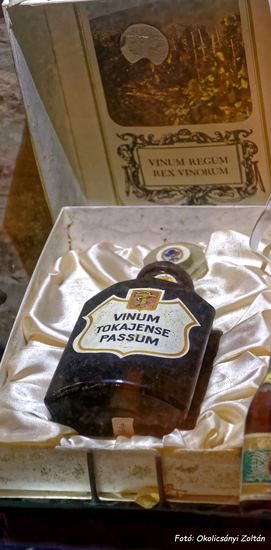 VINUM REGUM
REX VINORUM
VINUM
TOKAJENSE
PASSUM
Fotó: Okolicsányi Zoltán